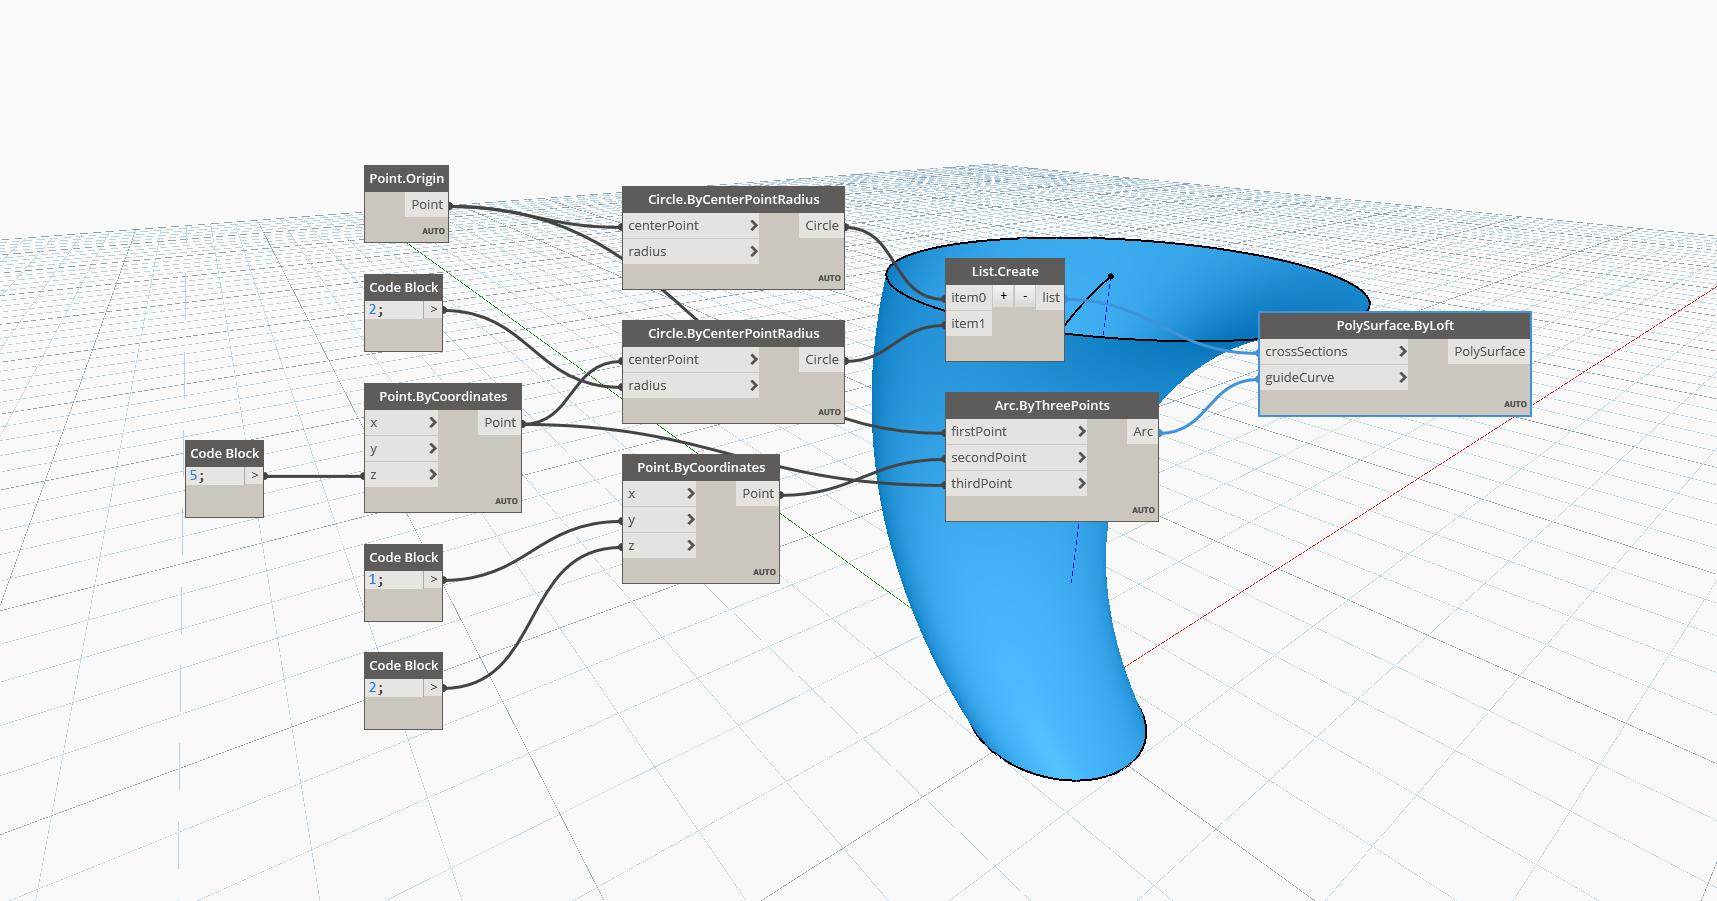 Point.Origin
Point
AUTO
Code Block
2; >
Point.ByCoordinates
x > Point
y >
z >
AUTO
Code Block
5; >
Code Block
1; >
Code Block
2; >
Circle.ByCenterPointRadius
centerPoint > Circle
radius >
AUTO
Circle.ByCenterPointRadius
centerPoint > Circle
radius >
AUTO
Point.ByCoordinates
x > Point
y >
z >
AUTO
List.Create
item0 + - list
item1
Arc.ByThreePoints
firstPoint > Arc
secondPoint >
thirdPoint >
AUTO
PolySurface.ByLoft
crossSections > PolySurface
guideCurve >
AUTO